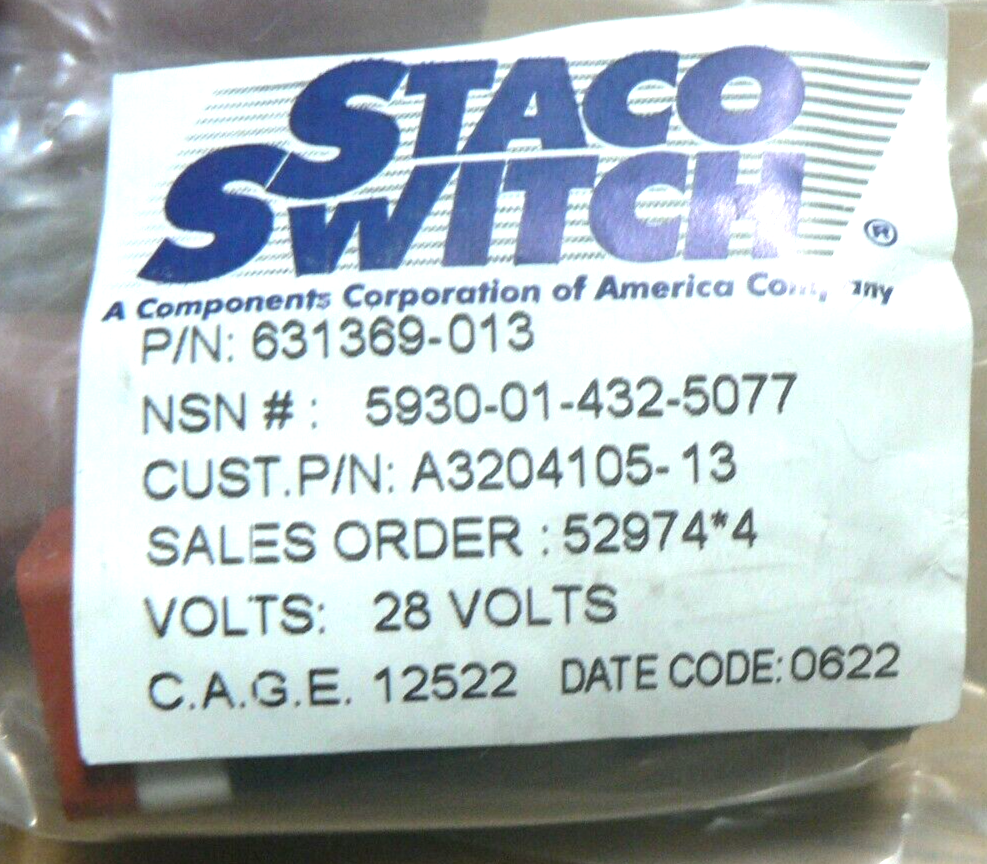 STACO
SWITCH
®
A Components Corporation of America Company
P/N: 631369-013
NSN # : 5930-01-432-5077
CUST.P/N: A3204105-13
SALES ORDER : 52974*4
VOLTS: 28 VOLTS
C.A.G.E. 12522 DATE CODE: 0622